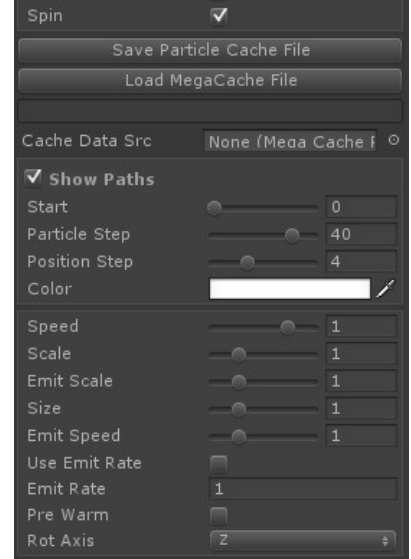 Spin
Save Particle Cache File
Load MegaCache File
Cache Data Src None (Mega Cache
Show Paths
Start 0
Particle Step 40
Position Step 4
Color
Speed 1
Scale 1
Emit Scale 1
Size 1
Emit Speed 1
Use Emit Rate
Emit Rate 1
Pre Warm
Rot Axis Z